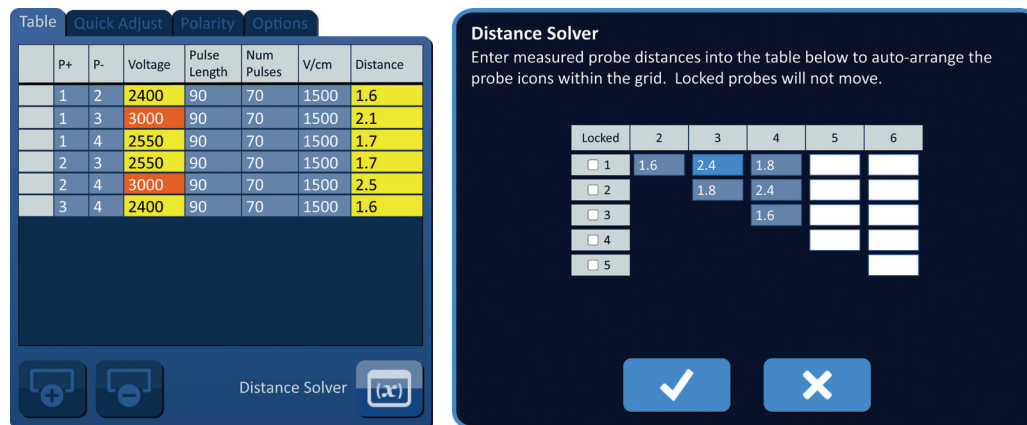 Table Quick Adjust Polarity Options
P+ P- Voltage Pulse Length Num Pulses V/cm Distance
1 2 2400 90 70 1500 1.6
1 3 3000 90 70 1500 2.1
1 4 2550 90 70 1500 1.7
2 3 2550 90 70 1500 1.7
2 4 3000 90 70 1500 2.5
3 4 2400 90 70 1500 1.6
Distance Solver (x)
Distance Solver
Enter measured probe distances into the table below to auto-arrange the
probe icons within the grid. Locked probes will not move.
Locked 2 3 4 5 6
1 1.6 2.4 1.8
2 1.8 2.4
3 1.6
4
5